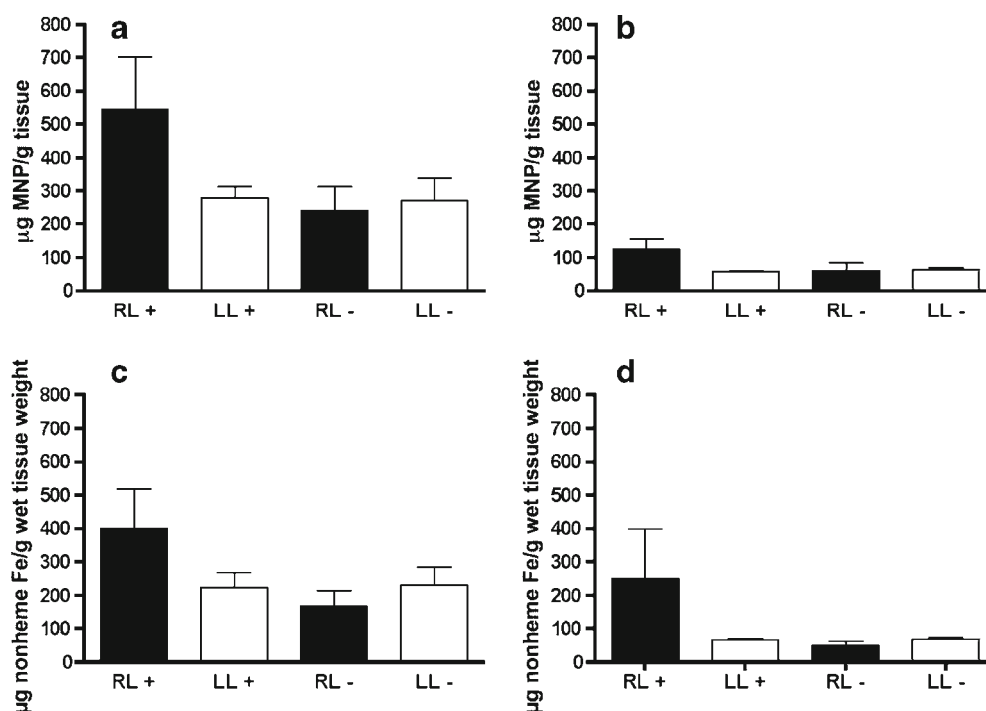 a
µg MNP/g tissue
800
700
600
500
400
300
200
100
0
RL +
LL +
RL -
LL -
b
µg MNP/g tissue
800
700
600
500
400
300
200
100
0
RL +
LL +
RL -
LL -
c
µg nonheme Fe/g wet tissue weight
800
700
600
500
400
300
200
100
0
RL +
LL +
RL -
LL -
d
µg nonheme Fe/g wet tissue weight
800
700
600
500
400
300
200
100
0
RL +
LL +
RL -
LL -